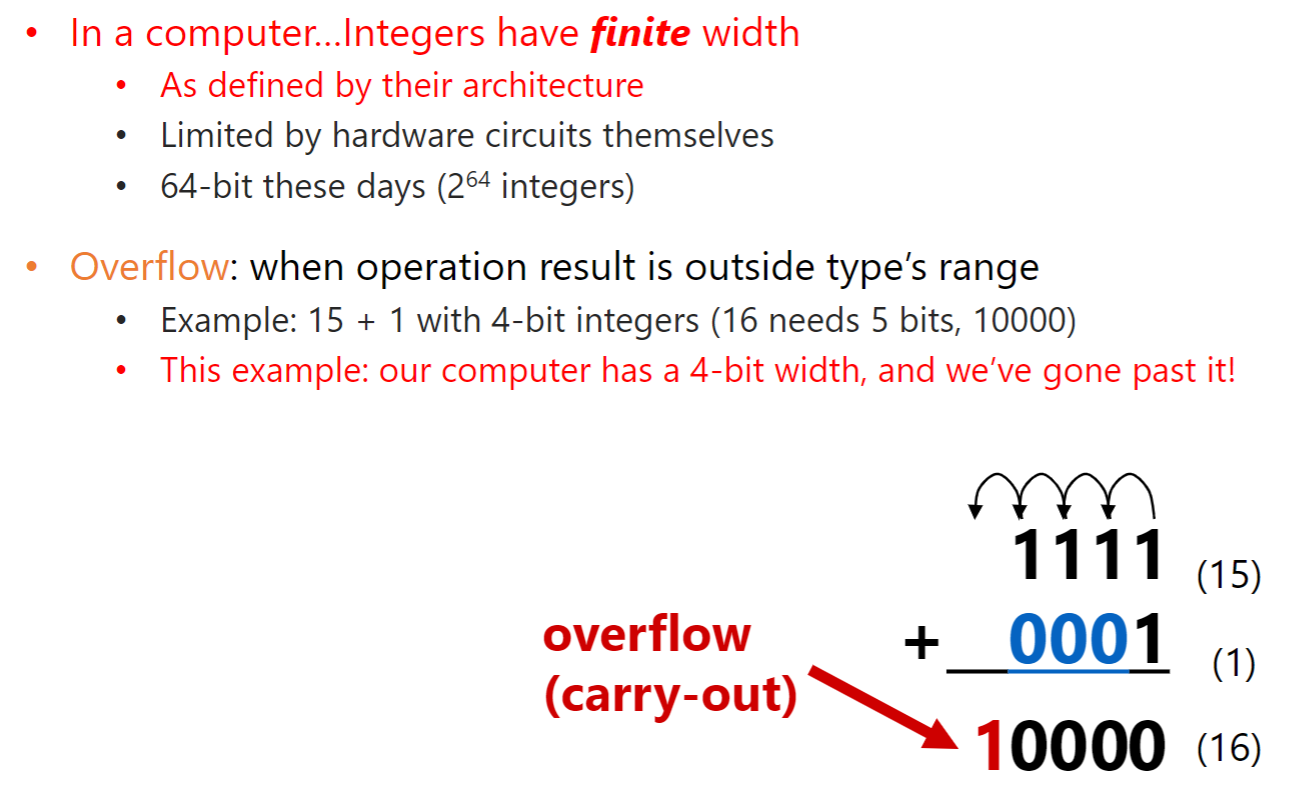 • In a computer...Integers have finite width
• As defined by their architecture
• Limited by hardware circuits themselves
• 64-bit these days (2⁶⁴ integers)
• Overflow: when operation result is outside type’s range
• Example: 15 + 1 with 4-bit integers (16 needs 5 bits, 10000)
• This example: our computer has a 4-bit width, and we’ve gone past it!
1111 (15)
overflow
+ 0001 (1)
(carry-out)
10000 (16)